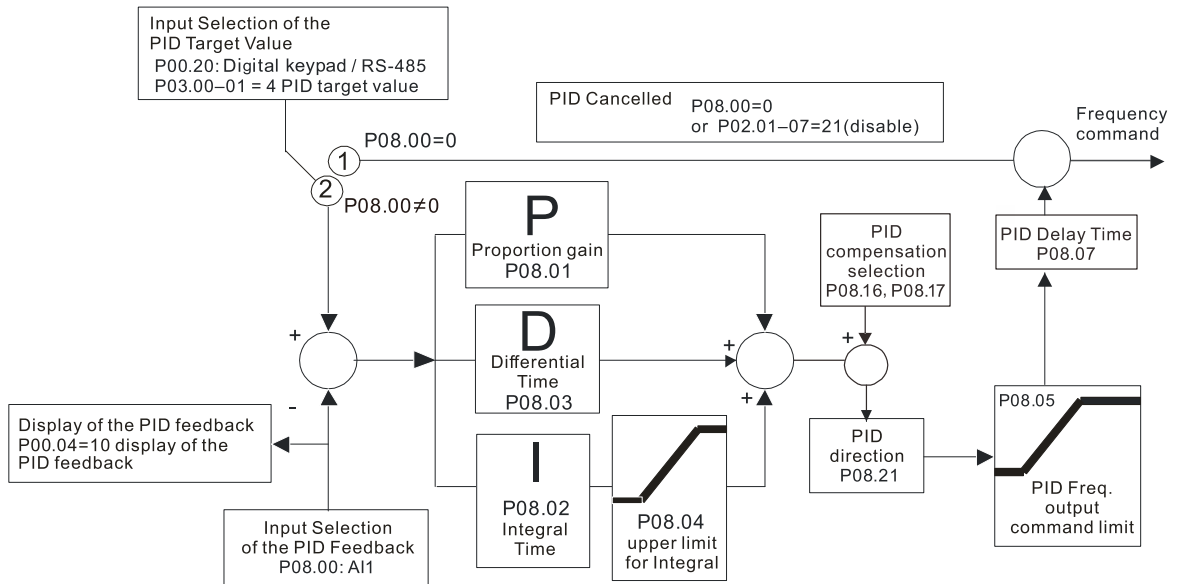 Input Selection of the
PID Target Value
P00.20: Digital keypad / RS-485
P03.00–01 = 4 PID target value
PID Cancelled
P08.00=0
or P02.01–07=21(disable)
Frequency
command
1
P08.00=0
2
P08.00≠0
P
Proportion gain
P08.01
PID
compensation
selection
P08.16, P08.17
PID Delay Time
P08.07
+
D
Differential
Time
P08.03
+
+
+
-
P08.05
PID Freq.
output
command limit
Display of the PID feedback
P00.04=10 display of the
PID feedback
PID
direction
P08.21
I
P08.02
Integral
Time
P08.04
upper limit
for Integral
Input Selection
of the PID Feedback
P08.00: AI1